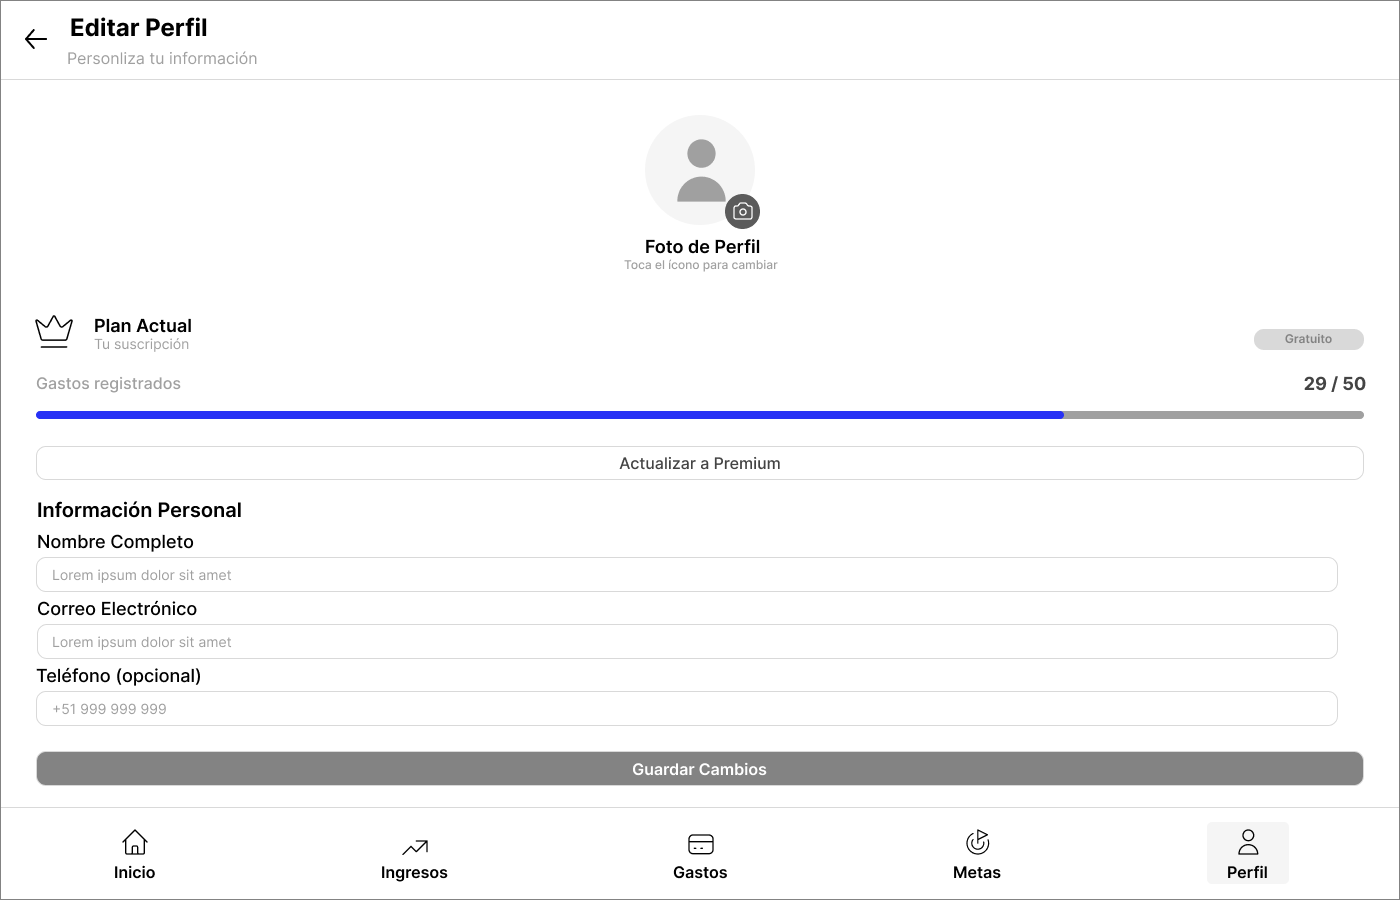 Editar Perfil
Personliza tu información
Foto de Perfil
Toca el ícono para cambiar
Plan Actual
Tu suscripción
Gratuito
Gastos registrados
29 / 50
Actualizar a Premium
Información Personal
Nombre Completo
Lorem ipsum dolor sit amet
Correo Electrónico
Lorem ipsum dolor sit amet
Teléfono (opcional)
+51 999 999 999
Guardar Cambios
Inicio
Ingresos
Gastos
Metas
Perfil